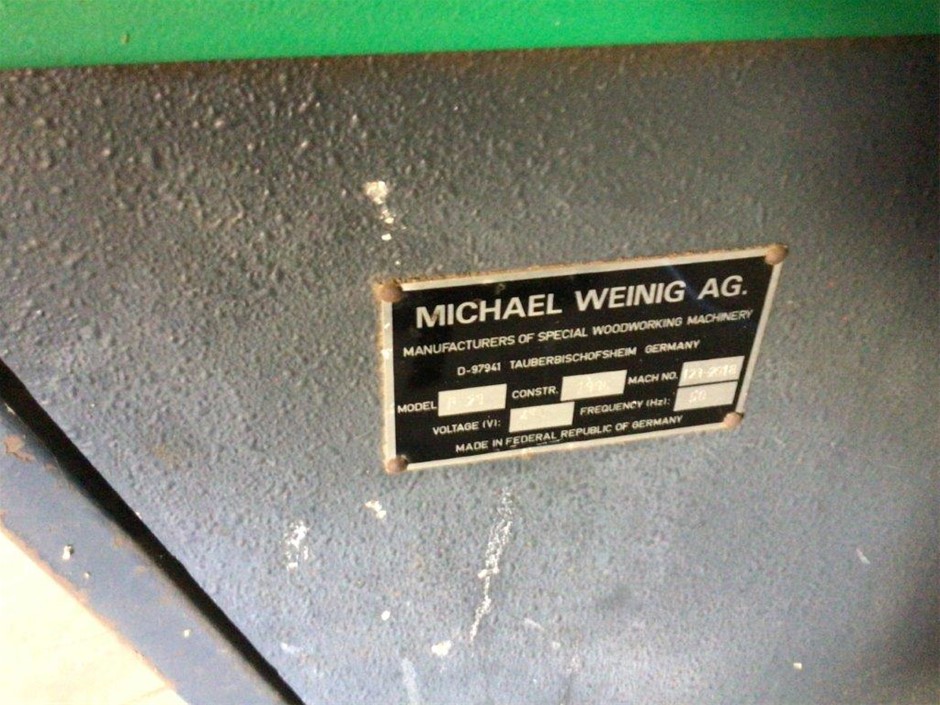 MICHAEL WEINIG AG.
MANUFACTURERS OF SPECIAL WOODWORKING MACHINERY
D-97941 TAUBERBISCHOFSHEIM GERMANY
MODEL CONSTR. MACH NO.
VOLTAGE (V): FREQUENCY (Hz): 50
MADE IN FEDERAL REPUBLIC OF GERMANY